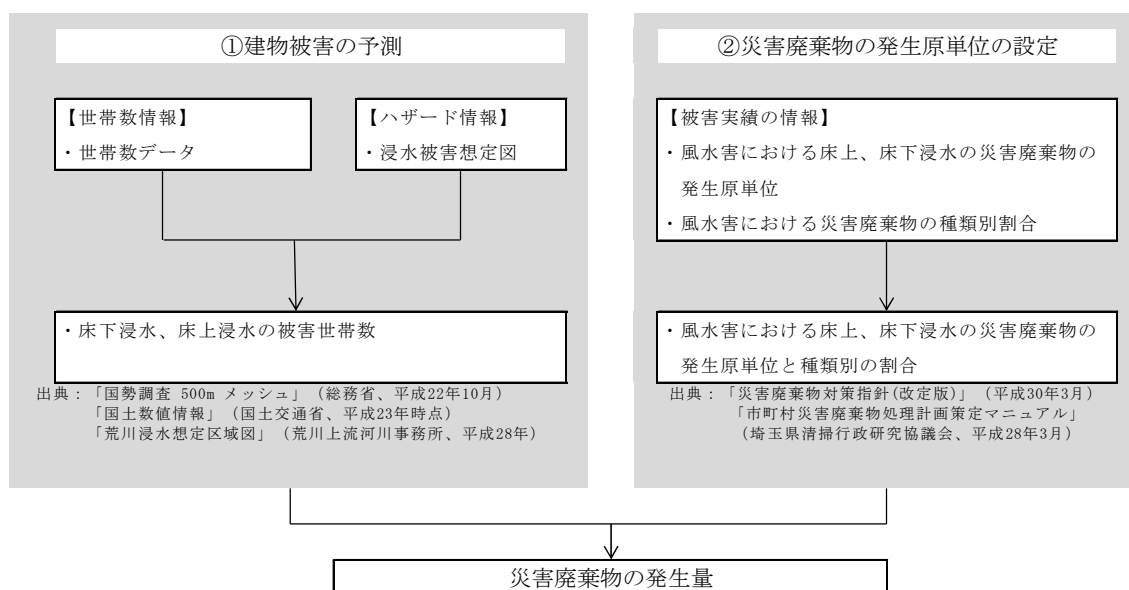 ①建物被害の予測
【世帯数情報】
・世帯数データ
【ハザード情報】
・浸水被害想定図
・床下浸水、床上浸水の被害世帯数
出典：「国勢調査 500m メッシュ」（総務省、平成22年10月）
「国土数値情報」（国土交通省、平成23年時点）
「荒川浸水想定区域図」（荒川上流河川事務所、平成28年）
②災害廃棄物の発生原単位の設定
【被害実績の情報】
・風水害における床上、床下浸水の災害廃棄物の
発生原単位
・風水害における災害廃棄物の種類別割合
・風水害における床上、床下浸水の災害廃棄物の
発生原単位と種類別の割合
出典：「災害廃棄物対策指針(改定版)」（平成30年3月）
「市町村災害廃棄物処理計画策定マニュアル」
（埼玉県清掃行政研究協議会、平成28年3月）
災害廃棄物の発生量